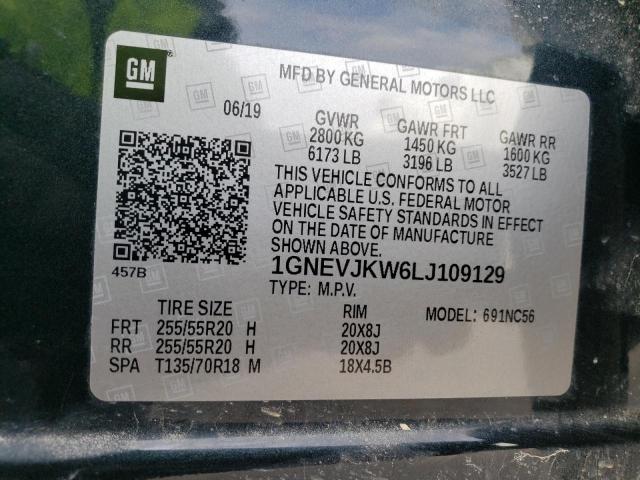 GM
MFD BY GENERAL MOTORS LLC
06/19
GVWR
2800 KG
6173 LB
GAWR FRT
1450 KG
3196 LB
GAWR RR
1600 KG
3527 LB
THIS VEHICLE CONFORMS TO ALL
APPLICABLE U.S. FEDERAL MOTOR
VEHICLE SAFETY STANDARDS IN EFFECT
ON THE DATE OF MANUFACTURE
SHOWN ABOVE.
457B
1GNEVJKW6LJ109129
TYPE: M.P.V.
TIRE SIZE RIM MODEL: 691NC56
FRT 255/55R20 H 20X8J
RR 255/55R20 H 20X8J
SPA T135/70R18 M 18X4.5B